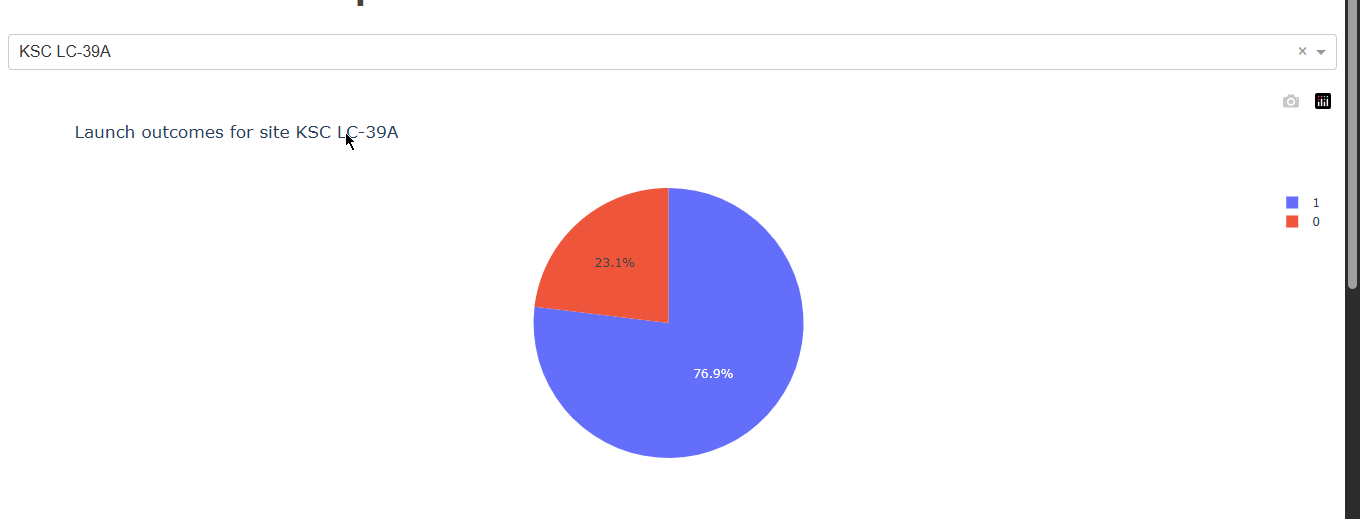 KSC LC-39A
Launch outcomes for site KSC LC-39A
1
0
23.1%
76.9%